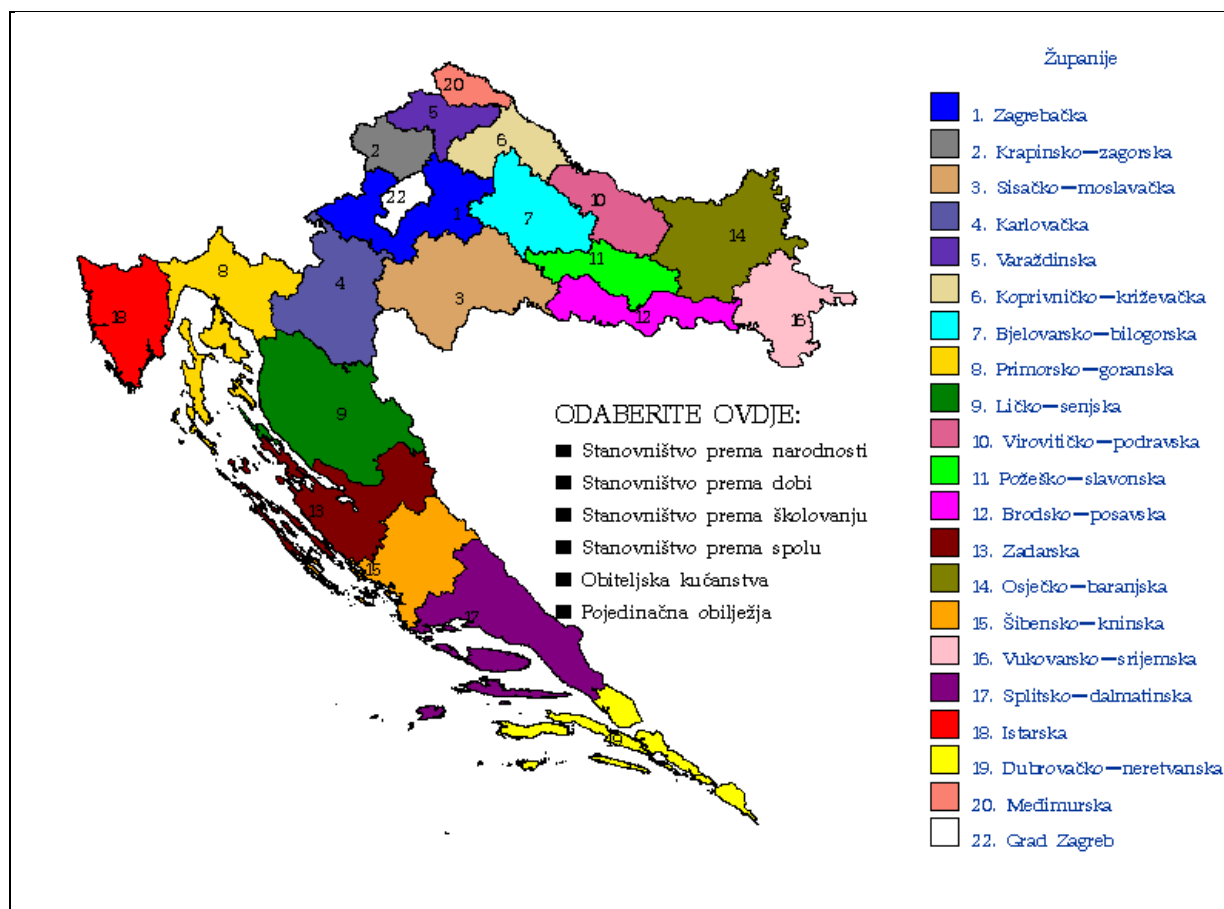 Županije
20
5
6
2
22
1
10
7
14
11
8
4
3
18
12
16
9
13
15
17
19
ODABERITE OVDJE:
Stanovništvo prema narodnosti
Stanovništvo prema dobi
Stanovništvo prema školovanju
Stanovništvo prema spolu
Obiteljska kućanstva
Pojedinačna obilježja
1. Zagrebačka
2. Krapinsko-zagorska
3. Sisačko-moslavačka
4. Karlovačka
5. Varaždinska
6. Koprivničko-križevačka
7. Bjelovarsko-bilogorska
8. Primorsko-goranska
9. Ličko-senjska
10. Virovitičko-podravska
11. Požeško-slavonska
12. Brodsko-posavska
13. Zadarska
14. Osječko-baranjska
15. Šibensko-kninska
16. Vukovarsko-srijemska
17. Splitsko-dalmatinska
18. Istarska
19. Dubrovačko-neretvanska
20. Međimurska
22. Grad Zagreb